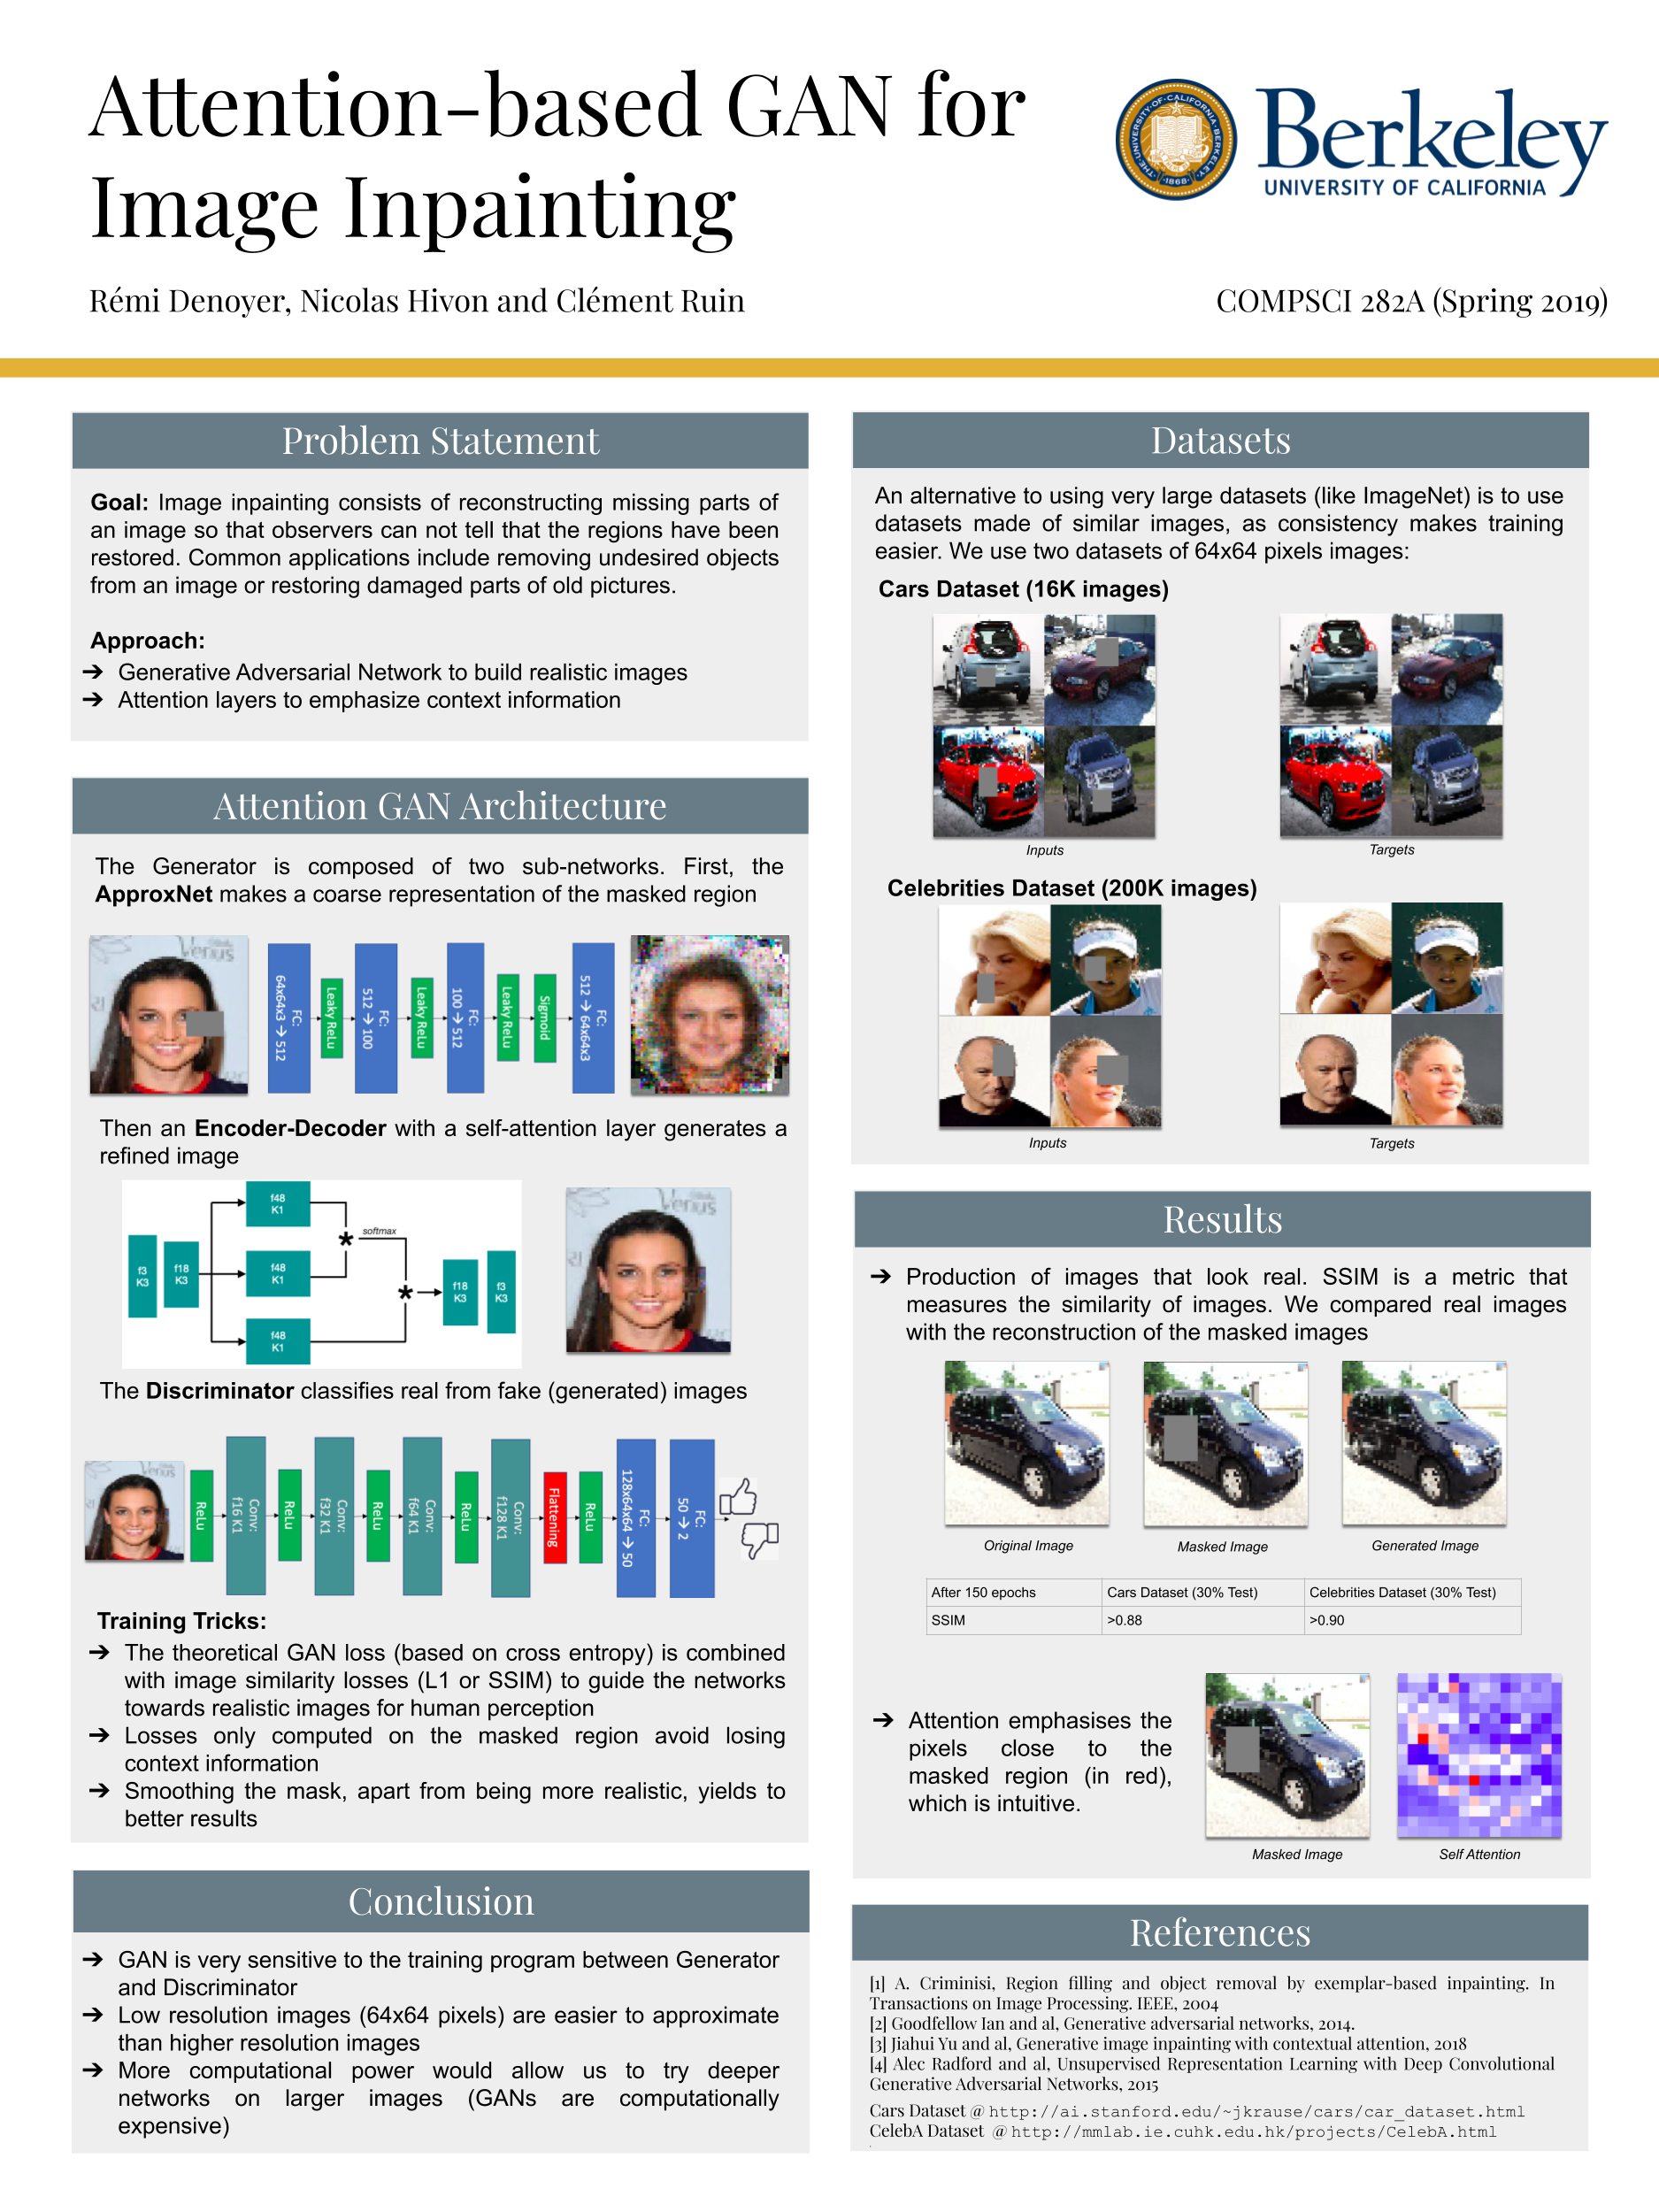 Attention-based GAN for
Image Inpainting
Berkeley
UNIVERSITY OF CALIFORNIA
THE·UNIVERSITY·OF·CALIFORNIA·BERKELEY
·1868·
Rémi Denoyer, Nicolas Hivon and Clément Ruin
COMPSCI 282A (Spring 2019)
Problem Statement
Goal: Image inpainting consists of reconstructing missing parts of
an image so that observers can not tell that the regions have been
restored. Common applications include removing undesired objects
from an image or restoring damaged parts of old pictures.
Approach:
➔ Generative Adversarial Network to build realistic images
➔ Attention layers to emphasize context information
Attention GAN Architecture
The Generator is composed of two sub-networks. First, the
ApproxNet makes a coarse representation of the masked region
Venus
FC:
64x64x3 → 512
Leaky ReLu
FC:
512 → 100
Leaky ReLu
FC:
100 → 512
Leaky ReLu
Sigmoid
FC:
512 → 64x64x3
Then an Encoder-Decoder with a self-attention layer generates a
refined image
f3
K3
f18
K3
f48
K1
f48
K1
f48
K1
*
softmax
*
f18
K3
f3
K3
Venus
The Discriminator classifies real from fake (generated) images
Venus
ReLu
Conv:
f16 K1
ReLu
Conv:
f32 K1
ReLu
Conv:
f64 K1
ReLu
Conv:
f128 K1
Flattening
ReLu
FC:
128x64x64 → 50
FC:
50 → 2
Training Tricks:
➔ The theoretical GAN loss (based on cross entropy) is combined
with image similarity losses (L1 or SSIM) to guide the networks
towards realistic images for human perception
➔ Losses only computed on the masked region avoid losing
context information
➔ Smoothing the mask, apart from being more realistic, yields to
better results
Conclusion
➔ GAN is very sensitive to the training program between Generator
and Discriminator
➔ Low resolution images (64x64 pixels) are easier to approximate
than higher resolution images
➔ More computational power would allow us to try deeper
networks on larger images (GANs are computationally
expensive)
Datasets
An alternative to using very large datasets (like ImageNet) is to use
datasets made of similar images, as consistency makes training
easier. We use two datasets of 64x64 pixels images:
Cars Dataset (16K images)
Inputs
Targets
Celebrities Dataset (200K images)
Inputs
Targets
Results
➔ Production of images that look real. SSIM is a metric that
measures the similarity of images. We compared real images
with the reconstruction of the masked images
Original Image
Masked Image
Generated Image
After 150 epochs
Cars Dataset (30% Test)
Celebrities Dataset (30% Test)
SSIM
>0.88
>0.90
➔ Attention emphasises the
pixels close to the
masked region (in red),
which is intuitive.
Masked Image
Self Attention
References
[1] A. Criminisi, Region filling and object removal by exemplar-based inpainting. In
Transactions on Image Processing. IEEE, 2004
[2] Goodfellow Ian and al, Generative adversarial networks, 2014.
[3] Jiahui Yu and al, Generative image inpainting with contextual attention, 2018
[4] Alec Radford and al, Unsupervised Representation Learning with Deep Convolutional
Generative Adversarial Networks, 2015
Cars Dataset @ http://ai.stanford.edu/~jkrause/cars/car_dataset.html
CelebA Dataset @ http://mmlab.ie.cuhk.edu.hk/projects/CelebA.html